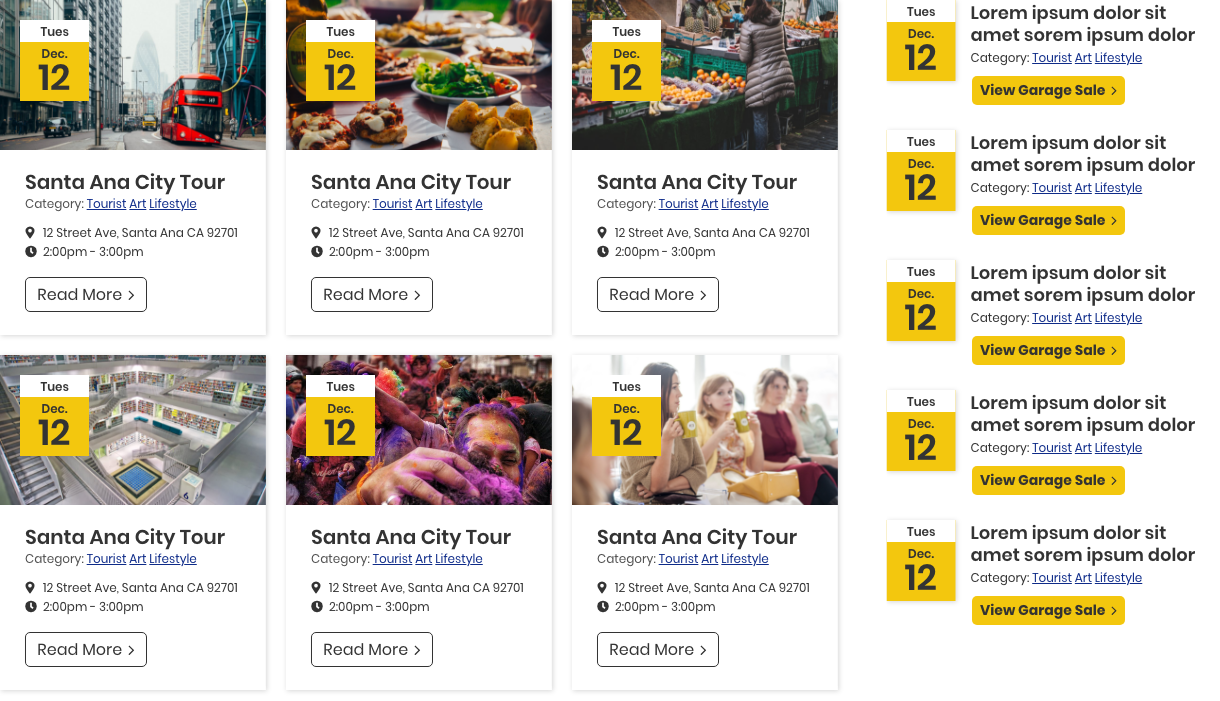 Tues
Dec.
12
Santa Ana City Tour
Category: Tourist Art Lifestyle
12 Street Ave, Santa Ana CA 92701
2:00pm - 3:00pm
Read More
Tues
Dec.
12
Santa Ana City Tour
Category: Tourist Art Lifestyle
12 Street Ave, Santa Ana CA 92701
2:00pm - 3:00pm
Read More
Tues
Dec.
12
Santa Ana City Tour
Category: Tourist Art Lifestyle
12 Street Ave, Santa Ana CA 92701
2:00pm - 3:00pm
Read More
Tues
Dec.
12
Santa Ana City Tour
Category: Tourist Art Lifestyle
12 Street Ave, Santa Ana CA 92701
2:00pm - 3:00pm
Read More
Tues
Dec.
12
Santa Ana City Tour
Category: Tourist Art Lifestyle
12 Street Ave, Santa Ana CA 92701
2:00pm - 3:00pm
Read More
Tues
Dec.
12
Santa Ana City Tour
Category: Tourist Art Lifestyle
12 Street Ave, Santa Ana CA 92701
2:00pm - 3:00pm
Read More
Tues
Dec.
12
Lorem ipsum dolor sit
amet sorem ipsum dolor
Category: Tourist Art Lifestyle
View Garage Sale
Tues
Dec.
12
Lorem ipsum dolor sit
amet sorem ipsum dolor
Category: Tourist Art Lifestyle
View Garage Sale
Tues
Dec.
12
Lorem ipsum dolor sit
amet sorem ipsum dolor
Category: Tourist Art Lifestyle
View Garage Sale
Tues
Dec.
12
Lorem ipsum dolor sit
amet sorem ipsum dolor
Category: Tourist Art Lifestyle
View Garage Sale
Tues
Dec.
12
Lorem ipsum dolor sit
amet sorem ipsum dolor
Category: Tourist Art Lifestyle
View Garage Sale